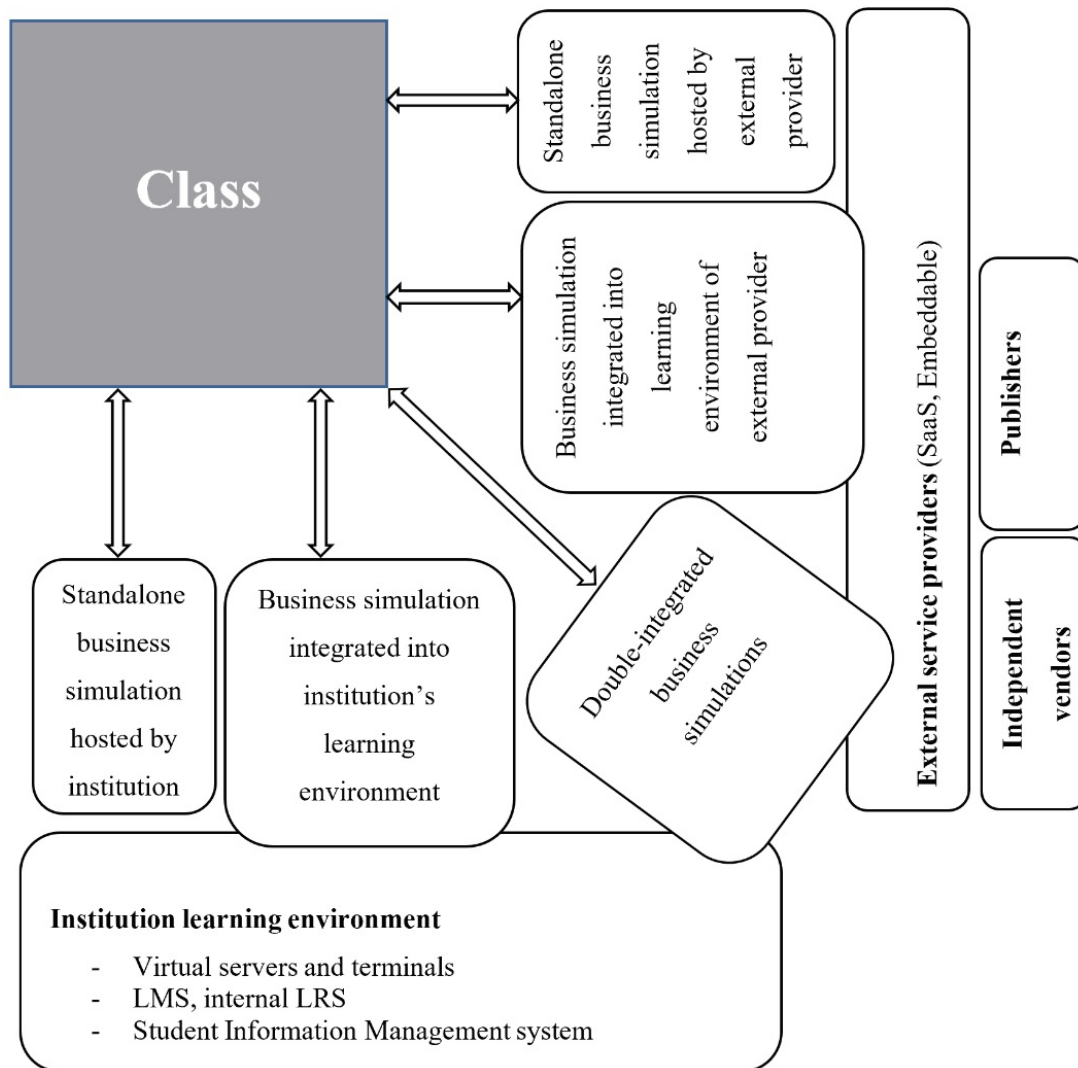 Class
Standalone
business
simulation
hosted by
external
provider
Business simulation
integrated into
learning
environment of
external provider
External service providers (SaaS, Embeddable)
Publishers
Independent
vendors
Double-integrated
business
simulations
Standalone
business
simulation
hosted by
institution
Business simulation
integrated into
institution’s
learning
environment
Institution learning environment
- Virtual servers and terminals
- LMS, internal LRS
- Student Information Management system